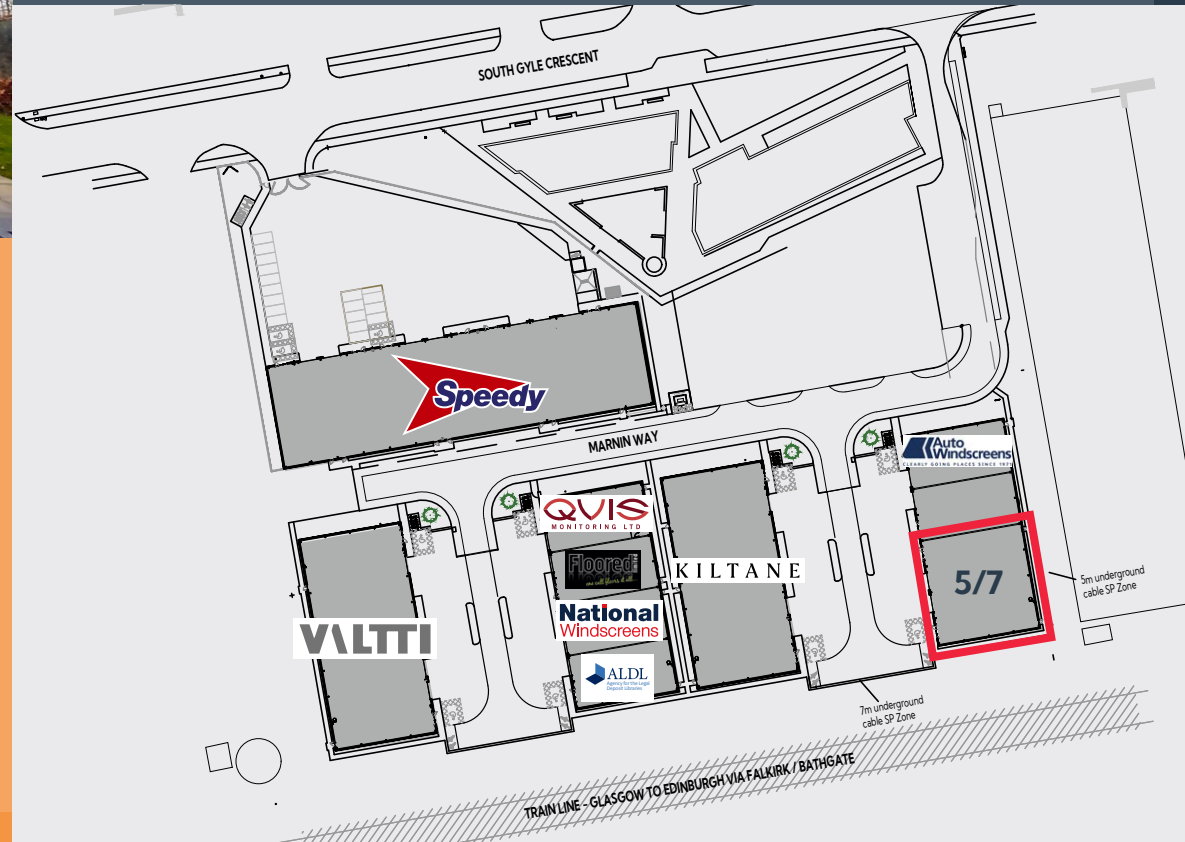 SOUTH GYLE CRESCENT
Speedy
MARNIN WAY
Auto
Windscreens
CLEARLY GOING PLACES SINCE 1971
QVIS
MONITORING LTD
Floored
KILTANE
5/7
5m underground
cable SP Zone
National
Windscreens
VALTTI
ALDL
Agency for the Legal
Deposit Libraries
7m underground
cable SP Zone
TRAIN LINE - GLASGOW TO EDINBURGH VIA FALKIRK / BATHGATE